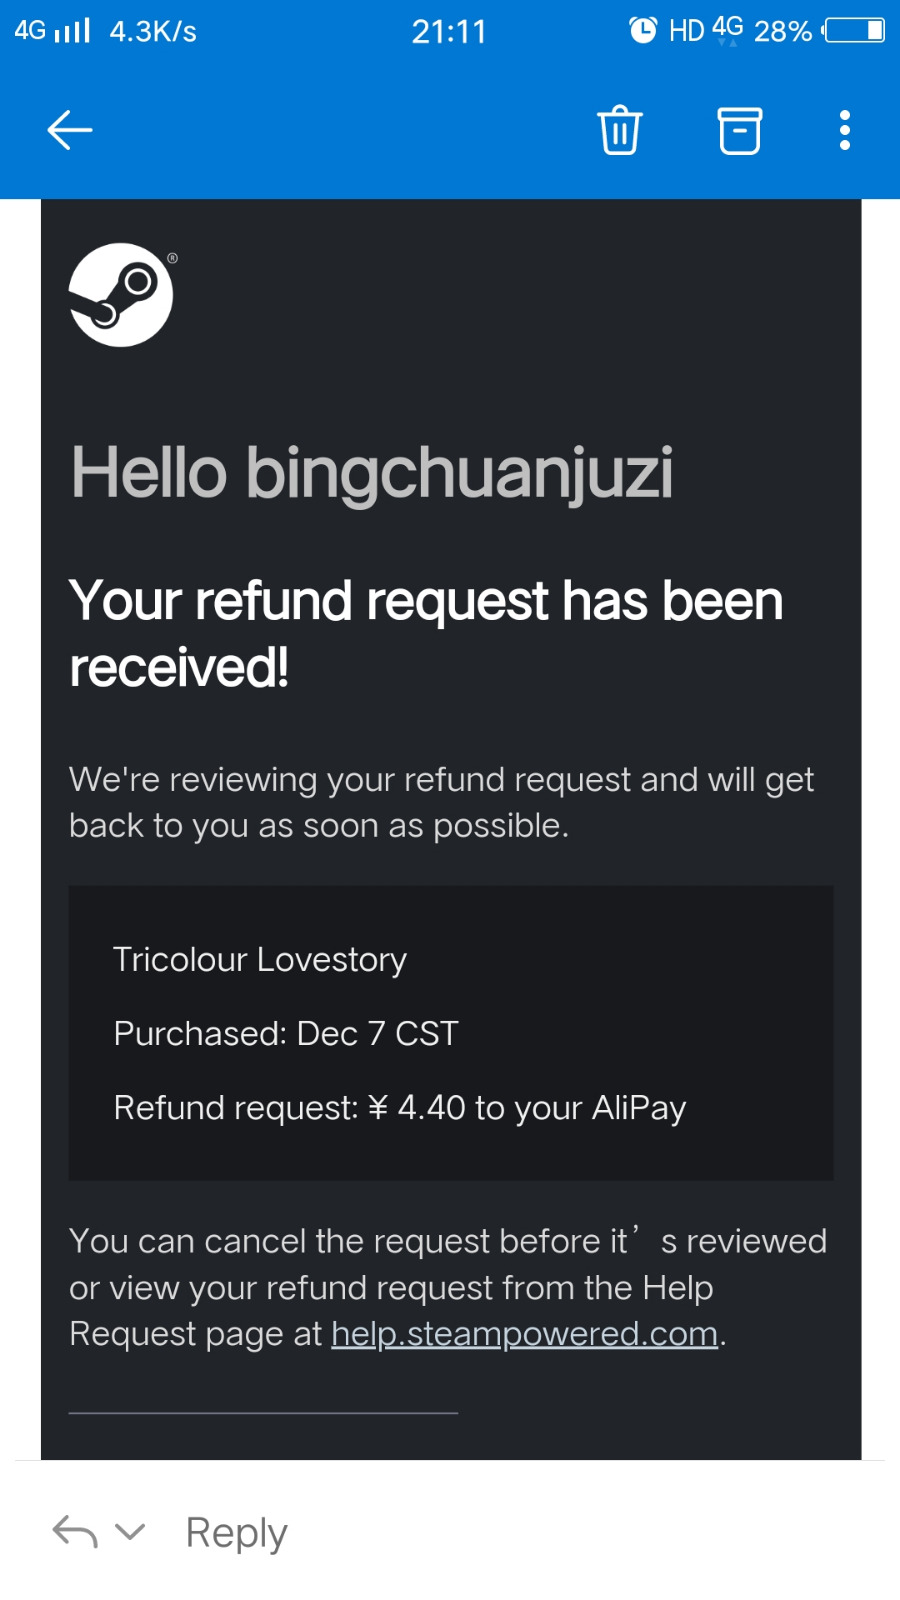 4G 4.3K/s 21:11 HD 4G 28%
®
Hello bingchuanjuzi
Your refund request has been
received!
We're reviewing your refund request and will get
back to you as soon as possible.
Tricolour Lovestory
Purchased: Dec 7 CST
Refund request: ¥ 4.40 to your AliPay
You can cancel the request before it’ s reviewed
or view your refund request from the Help
Request page at help.steampowered.com.
Reply